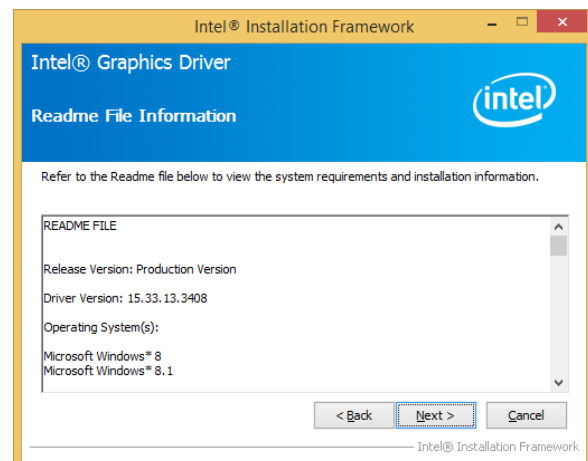 Intel® Installation Framework
Intel® Graphics Driver
intel
Readme File Information
Refer to the Readme file below to view the system requirements and installation information.
README FILE
Release Version: Production Version
Driver Version: 15.33.13.3408
Operating System(s):
Microsoft Windows* 8
Microsoft Windows* 8.1
< Back Next > Cancel
Intel® Installation Framework